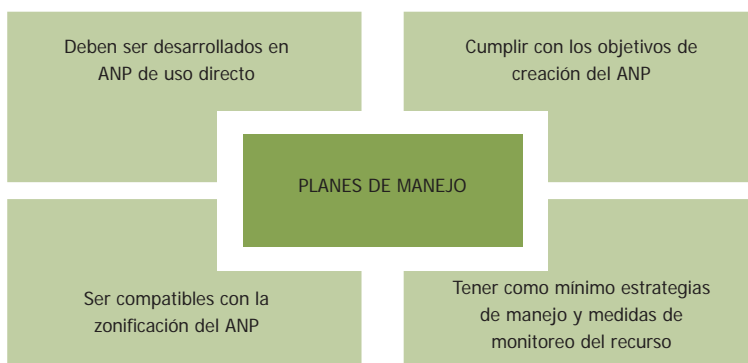 Deben ser desarrollados en
ANP de uso directo
Cumplir con los objetivos de
creación del ANP
PLANES DE MANEJO
Ser compatibles con la
zonificación del ANP
Tener como mínimo estrategias
de manejo y medidas de
monitoreo del recurso